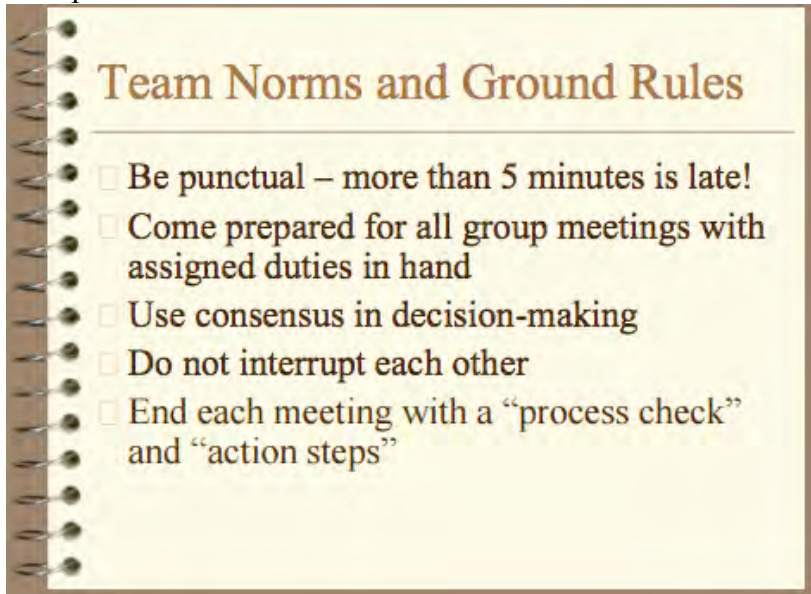 Team Norms and Ground Rules
Be punctual – more than 5 minutes is late!
Come prepared for all group meetings with
assigned duties in hand
Use consensus in decision-making
Do not interrupt each other
End each meeting with a “process check”
and “action steps”